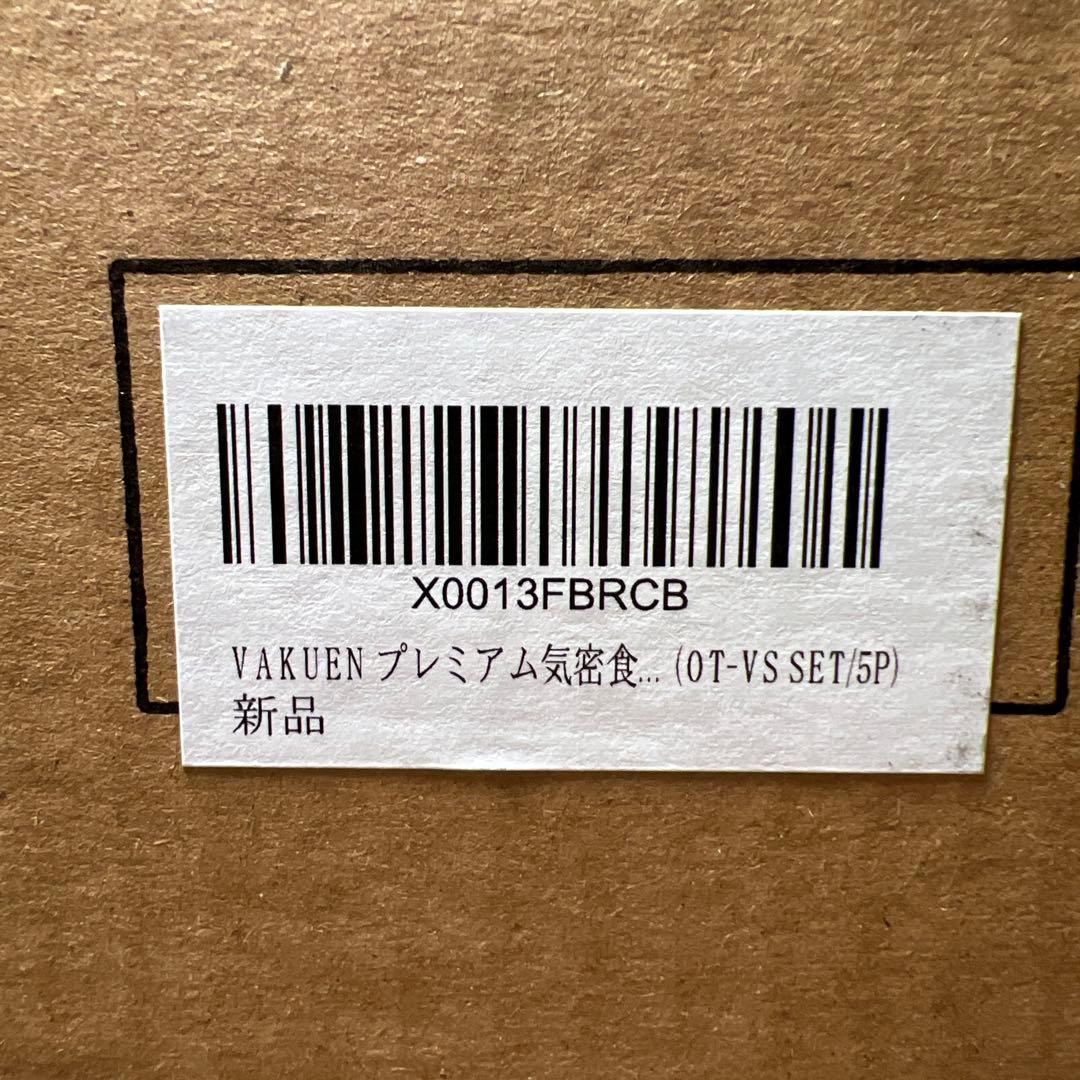 X0013FBRCB
VAKUEN プレミアム気密食... (OT-VS SET/5P)
新品